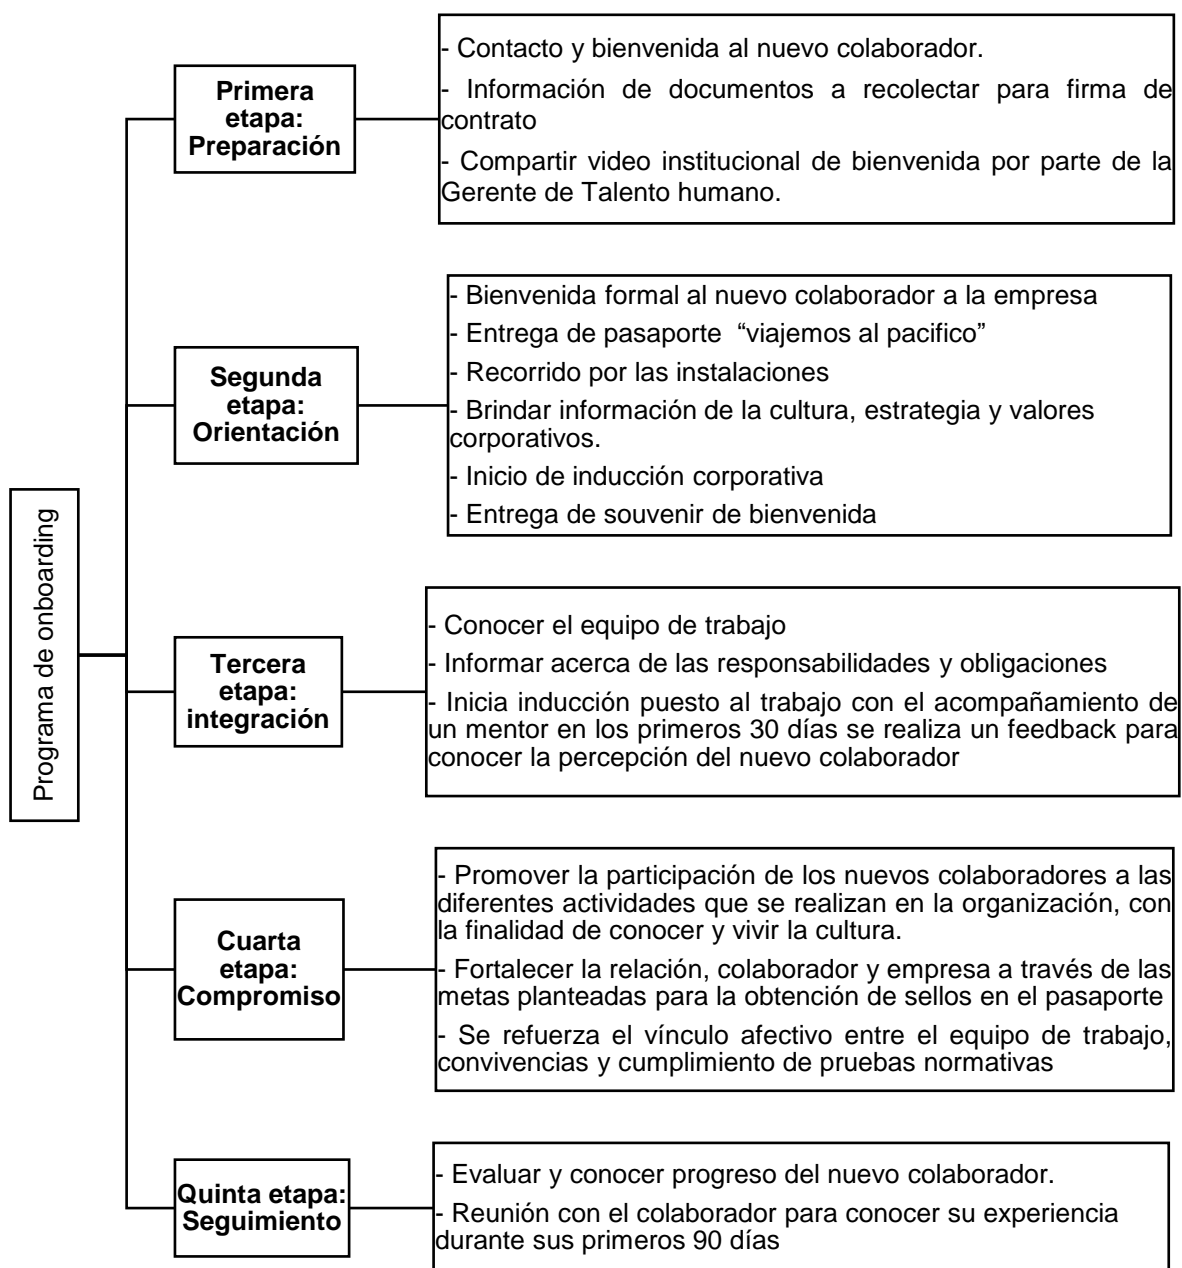 Programa de onboarding
Primera
etapa:
Preparación
- Contacto y bienvenida al nuevo colaborador.
- Información de documentos a recolectar para firma de
contrato
- Compartir video institucional de bienvenida por parte de la
Gerente de Talento humano.
Segunda
etapa:
Orientación
- Bienvenida formal al nuevo colaborador a la empresa
- Entrega de pasaporte “viajemos al pacifico”
- Recorrido por las instalaciones
- Brindar información de la cultura, estrategia y valores
corporativos.
- Inicio de inducción corporativa
- Entrega de souvenir de bienvenida
Tercera
etapa:
integración
- Conocer el equipo de trabajo
- Informar acerca de las responsabilidades y obligaciones
- Inicia inducción puesto al trabajo con el acompañamiento de
un mentor en los primeros 30 días se realiza un feedback para
conocer la percepción del nuevo colaborador
Cuarta
etapa:
Compromiso
- Promover la participación de los nuevos colaboradores a las
diferentes actividades que se realizan en la organización, con
la finalidad de conocer y vivir la cultura.
- Fortalecer la relación, colaborador y empresa a través de las
metas planteadas para la obtención de sellos en el pasaporte
- Se refuerza el vínculo afectivo entre el equipo de trabajo,
convivencias y cumplimiento de pruebas normativas
Quinta etapa:
Seguimiento
- Evaluar y conocer progreso del nuevo colaborador.
- Reunión con el colaborador para conocer su experiencia
durante sus primeros 90 días